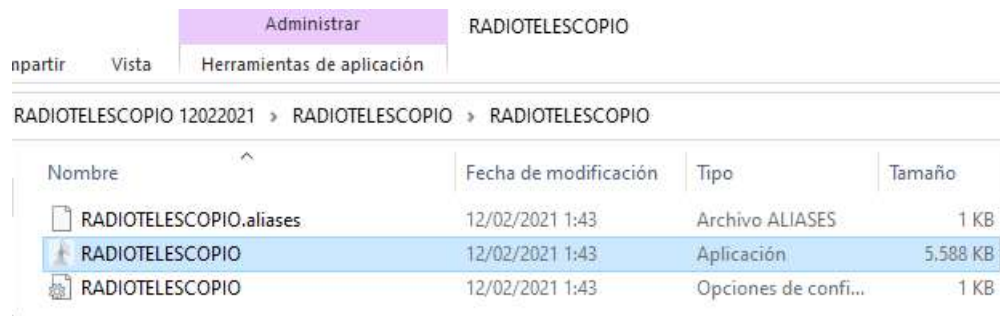 Administrar RADIOTELESCOPIO
mpartir Vista Herramientas de aplicación
RADIOTELESCOPIO 12022021 > RADIOTELESCOPIO > RADIOTELESCOPIO
Nombre Fecha de modificación Tipo Tamaño
RADIOTELESCOPIO.aliases 12/02/2021 1:43 Archivo ALIASES 1 KB
RADIOTELESCOPIO 12/02/2021 1:43 Aplicación 5.588 KB
RADIOTELESCOPIO 12/02/2021 1:43 Opciones de confi... 1 KB